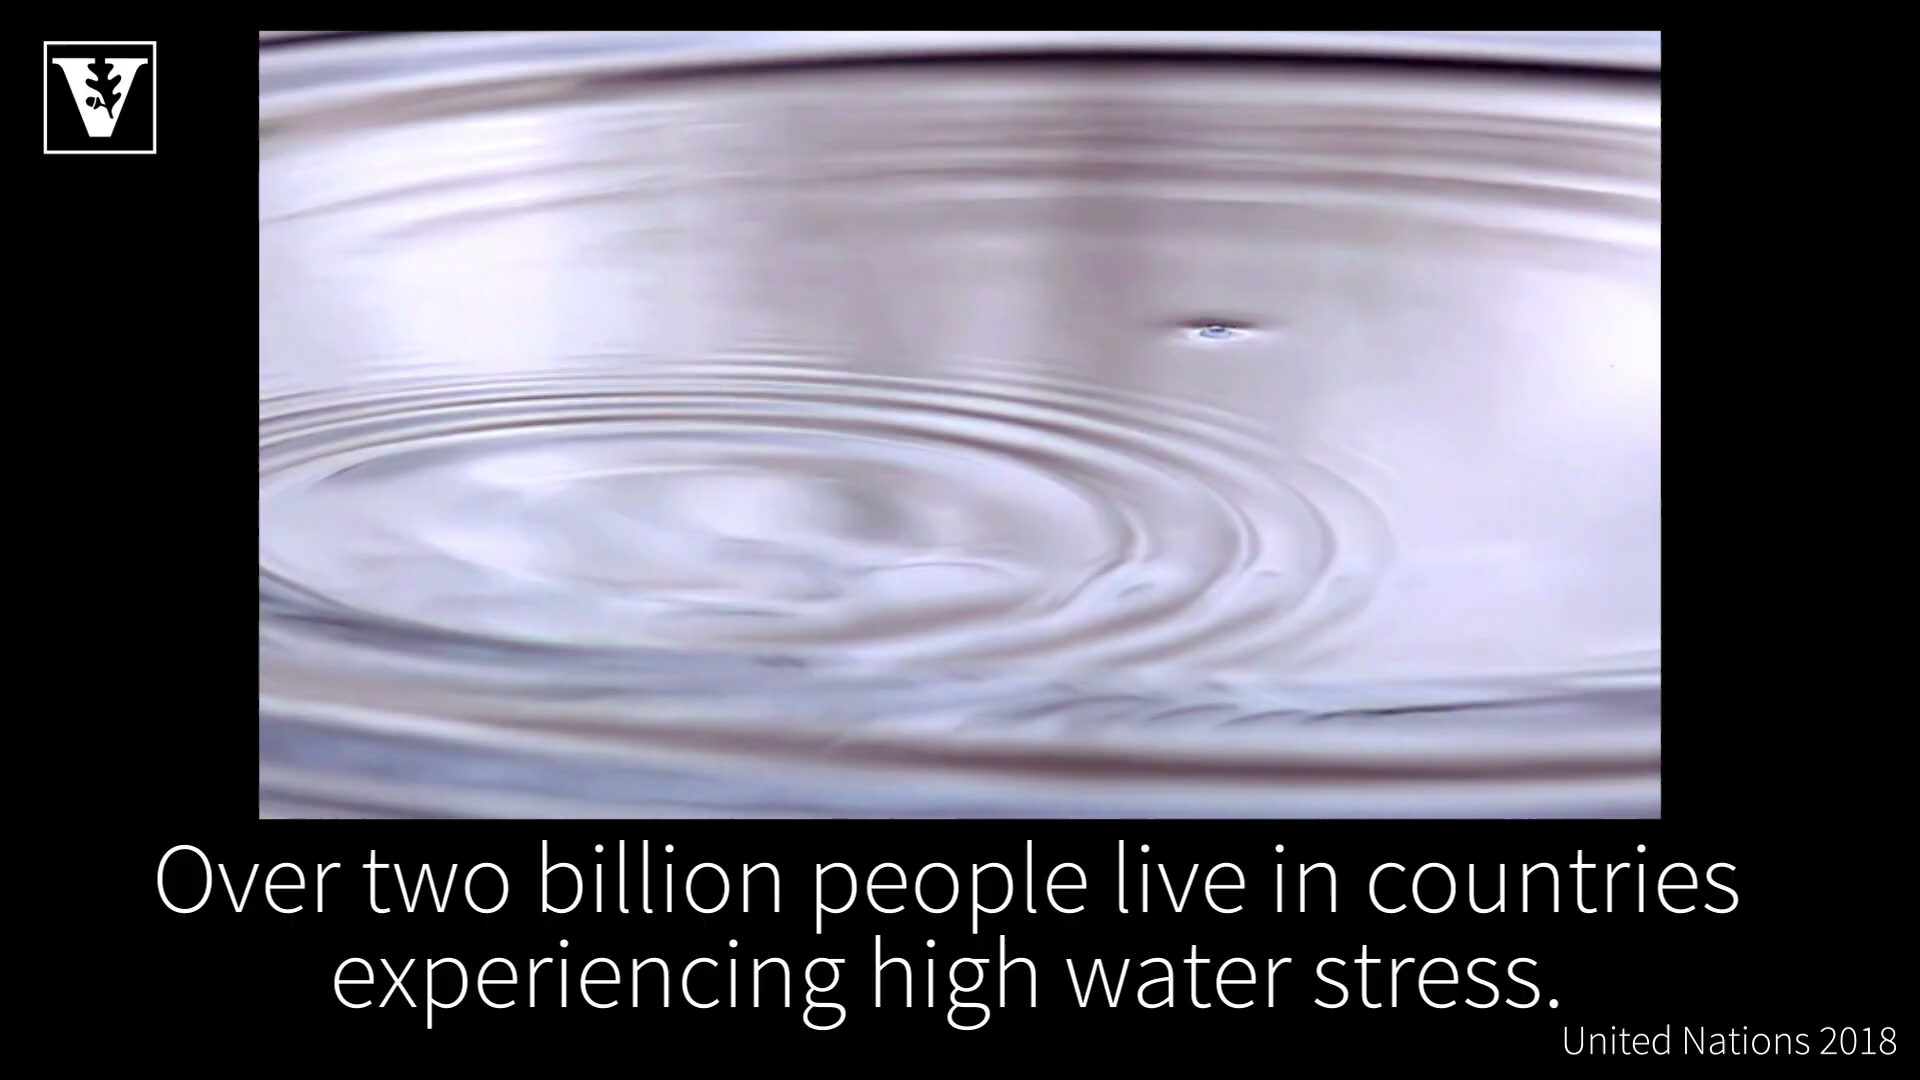 V
Over two billion people live in countries
experiencing high water stress.
United Nations 2018